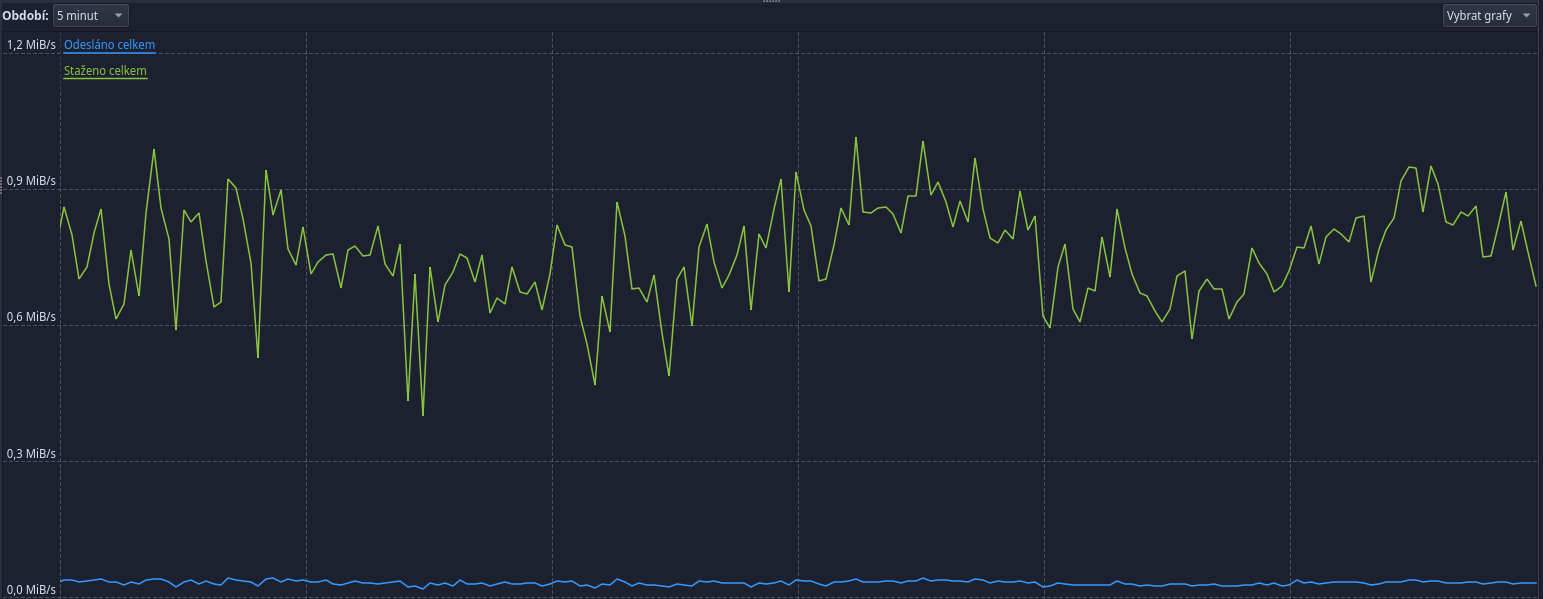 Období: 5 minut Vybrat grafy
1,2 MiB/s Odesláno celkem
Staženo celkem
0,9 MiB/s
0,6 MiB/s
0,3 MiB/s
0,0 MiB/s